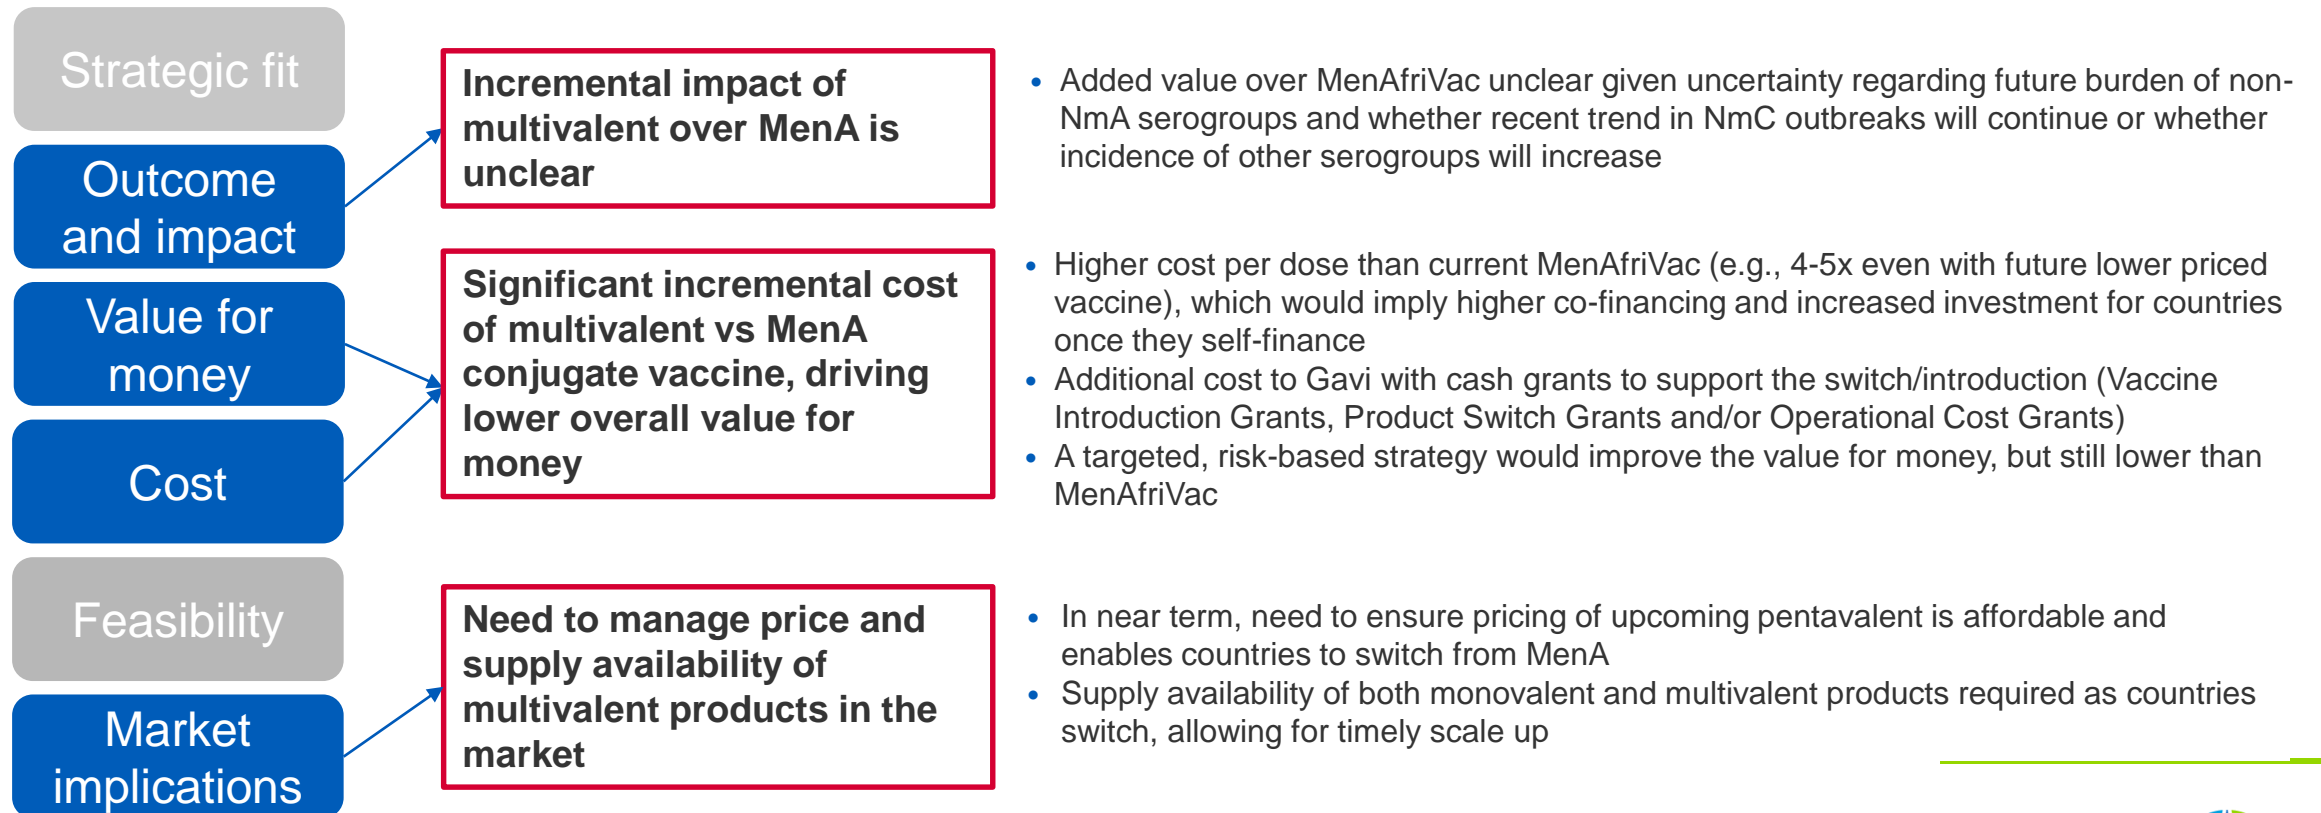 Strategic fit
Outcome
and impact
Value for
money
Cost
Feasibility
Market
implications
Incremental impact of
multivalent over MenA is
unclear
• Added value over MenAfriVac unclear given uncertainty regarding future burden of non-
NmA serogroups and whether recent trend in NmC outbreaks will continue or whether
incidence of other serogroups will increase
Significant incremental cost
of multivalent vs MenA
conjugate vaccine, driving
lower overall value for
money
• Higher cost per dose than current MenAfriVac (e.g., 4-5x even with future lower priced
vaccine), which would imply higher co-financing and increased investment for countries
once they self-finance
• Additional cost to Gavi with cash grants to support the switch/introduction (Vaccine
Introduction Grants, Product Switch Grants and/or Operational Cost Grants)
• A targeted, risk-based strategy would improve the value for money, but still lower than
MenAfriVac
Need to manage price and
supply availability of
multivalent products in the
market
• In near term, need to ensure pricing of upcoming pentavalent is affordable and
enables countries to switch from MenA
• Supply availability of both monovalent and multivalent products required as countries
switch, allowing for timely scale up